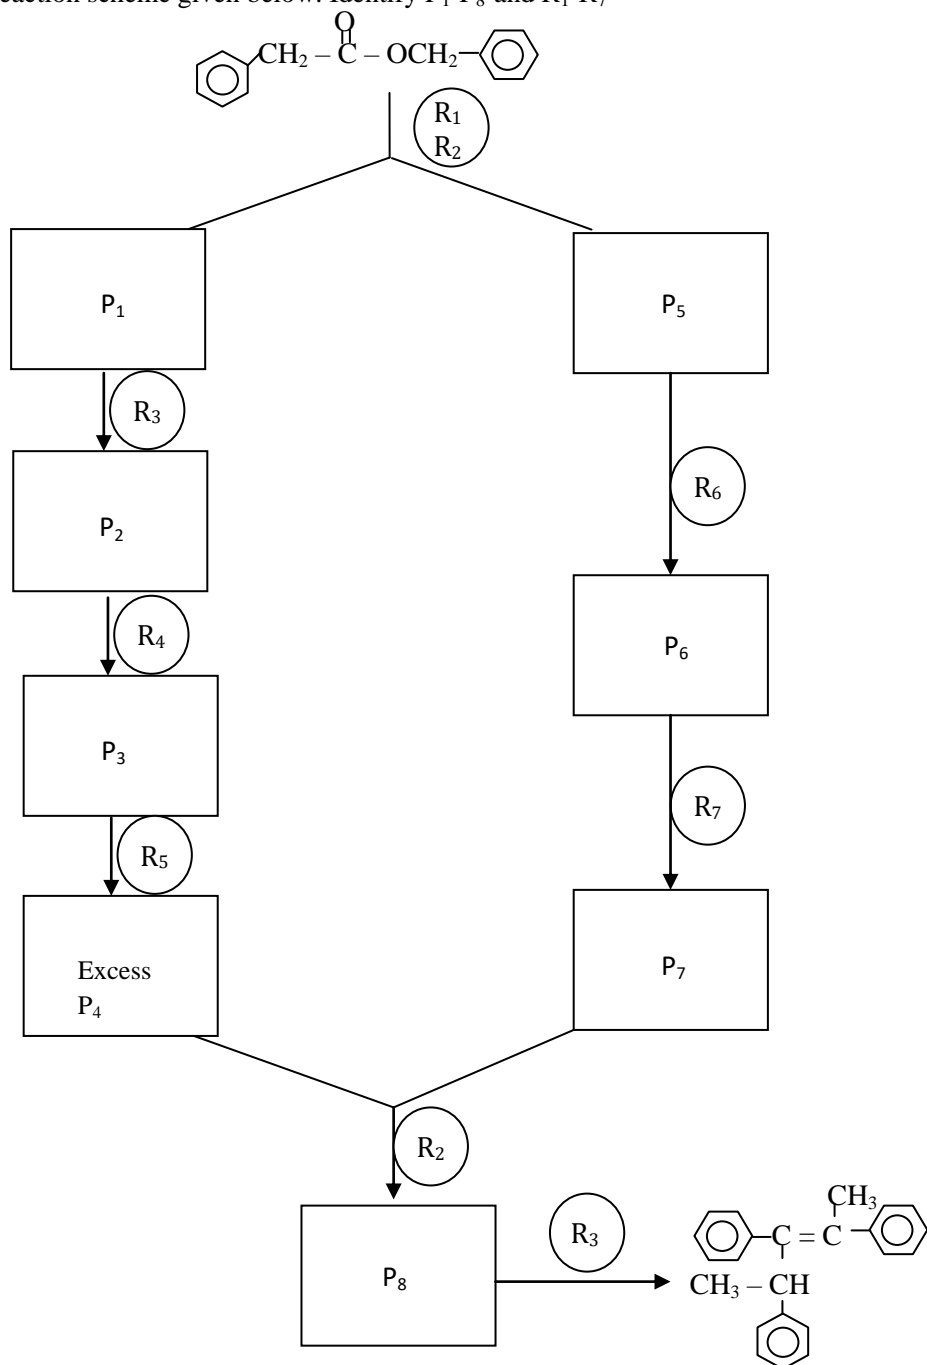 eaction scheme given below. Identify P₁-P₈ and R₁-R₇
O
CH₂ – C – OCH₂
R₁
R₂
P₁
P₅
R₃
P₂
R₆
R₄
P₆
P₃
R₇
R₅
Excess
P₄
P₇
R₂
P₈
R₃
CH₃
C = C
CH₃ – CH